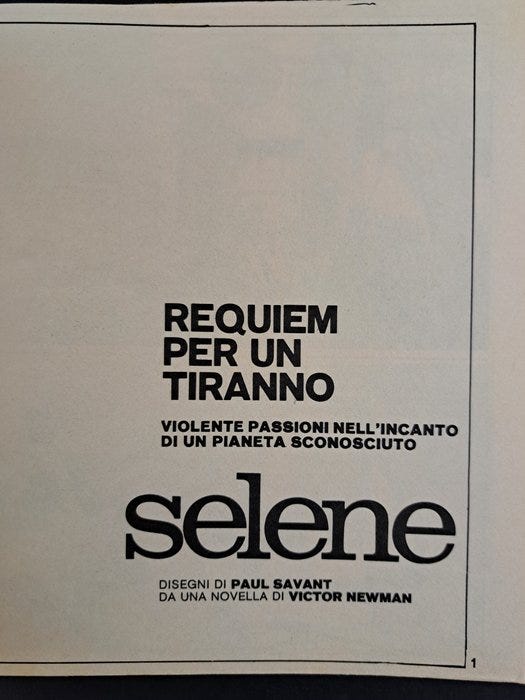 REQUIEM
PER UN
TIRANNO
VIOLENTE PASSIONI NELL'INCANTO
DI UN PIANETA SCONOSCIUTO
selene
DISEGNI DI PAUL SAVANT
DA UNA NOVELLA DI VICTOR NEWMAN
1